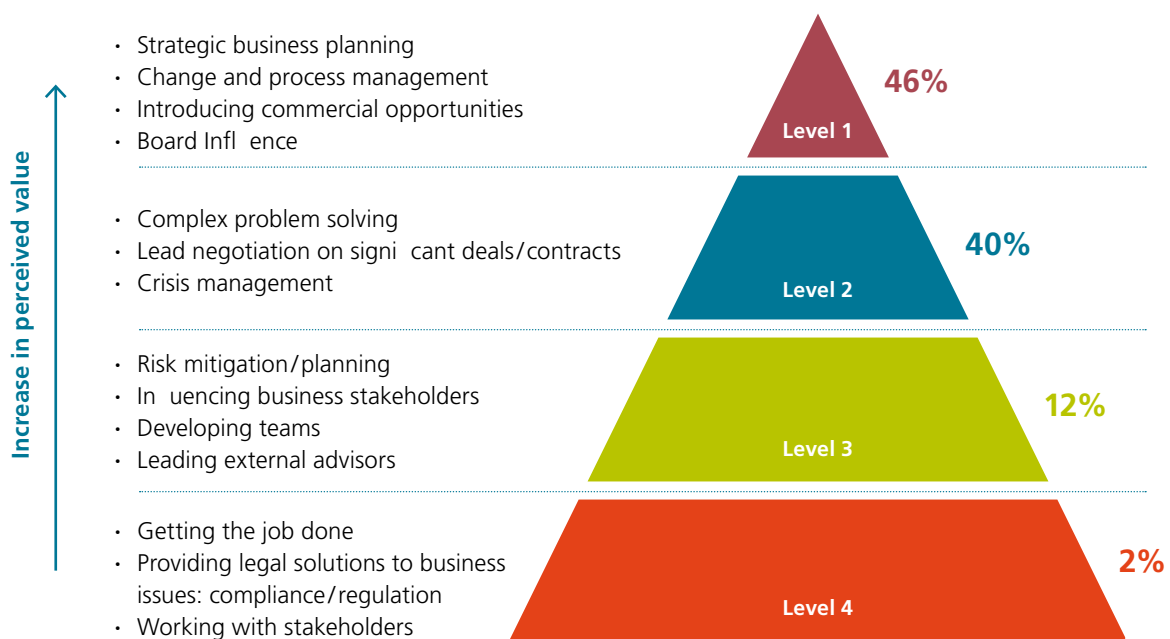 Increase in perceived value
· Strategic business planning
· Change and process management
· Introducing commercial opportunities
· Board Infl ence
Level 1
46%
· Complex problem solving
· Lead negotiation on signi cant deals/contracts
· Crisis management
Level 2
40%
· Risk mitigation/planning
· In uencing business stakeholders
· Developing teams
· Leading external advisors
Level 3
12%
· Getting the job done
· Providing legal solutions to business
issues: compliance/regulation
· Working with stakeholders
Level 4
2%